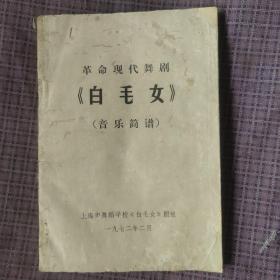 革命现代舞剧
《白毛女》
（音乐简谱）
上海市舞蹈学校《白毛女》剧组
一九七二年二月